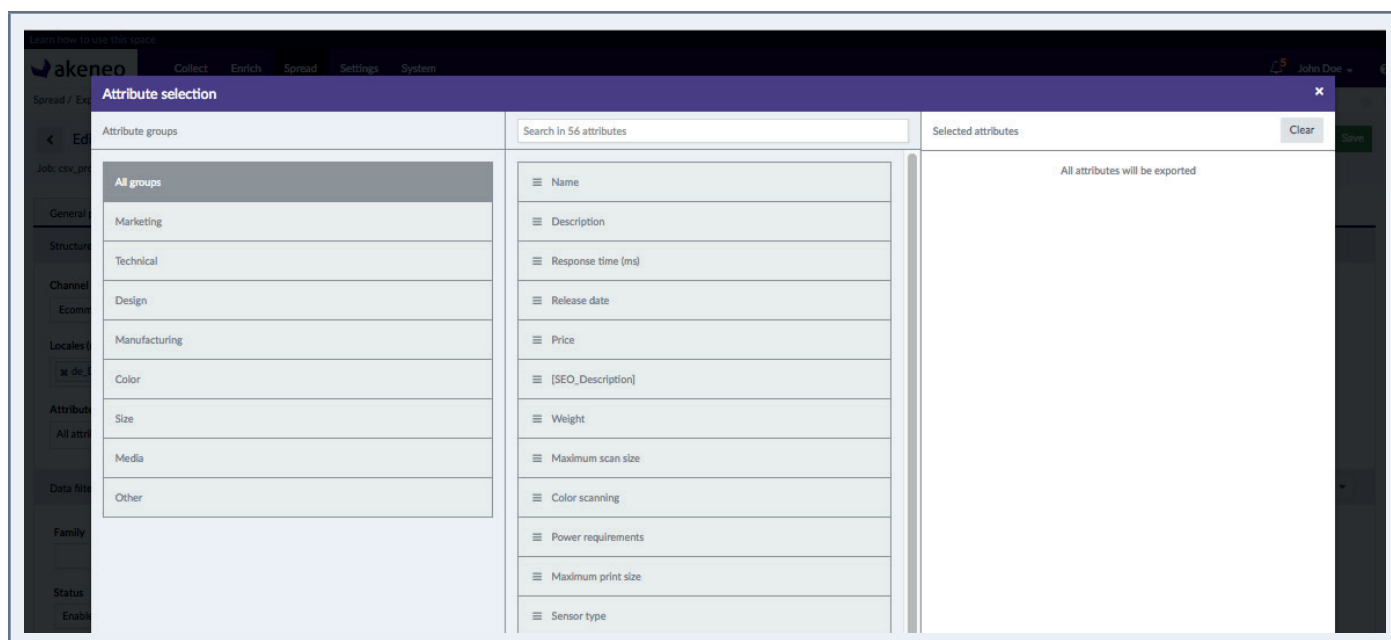 Learn how to use this space
akeneo Collect Enrich Spread Settings System 5 John Doe
Spread / Exp
Attribute selection ×
Edi
Attribute groups
Search in 56 attributes
Selected attributes
Clear
Save
Job: csv_pro
All attributes will be exported
All groups
Marketing
Technical
Design
Manufacturing
Color
Size
Media
Other
Name
Description
Response time (ms)
Release date
Price
[SEO_Description]
Weight
Maximum scan size
Color scanning
Power requirements
Maximum print size
Sensor type
General p
Structure
Channel
Ecomm
Locales (
× de_D
Attribute
All attri
Data filte
Family
Status
Enable